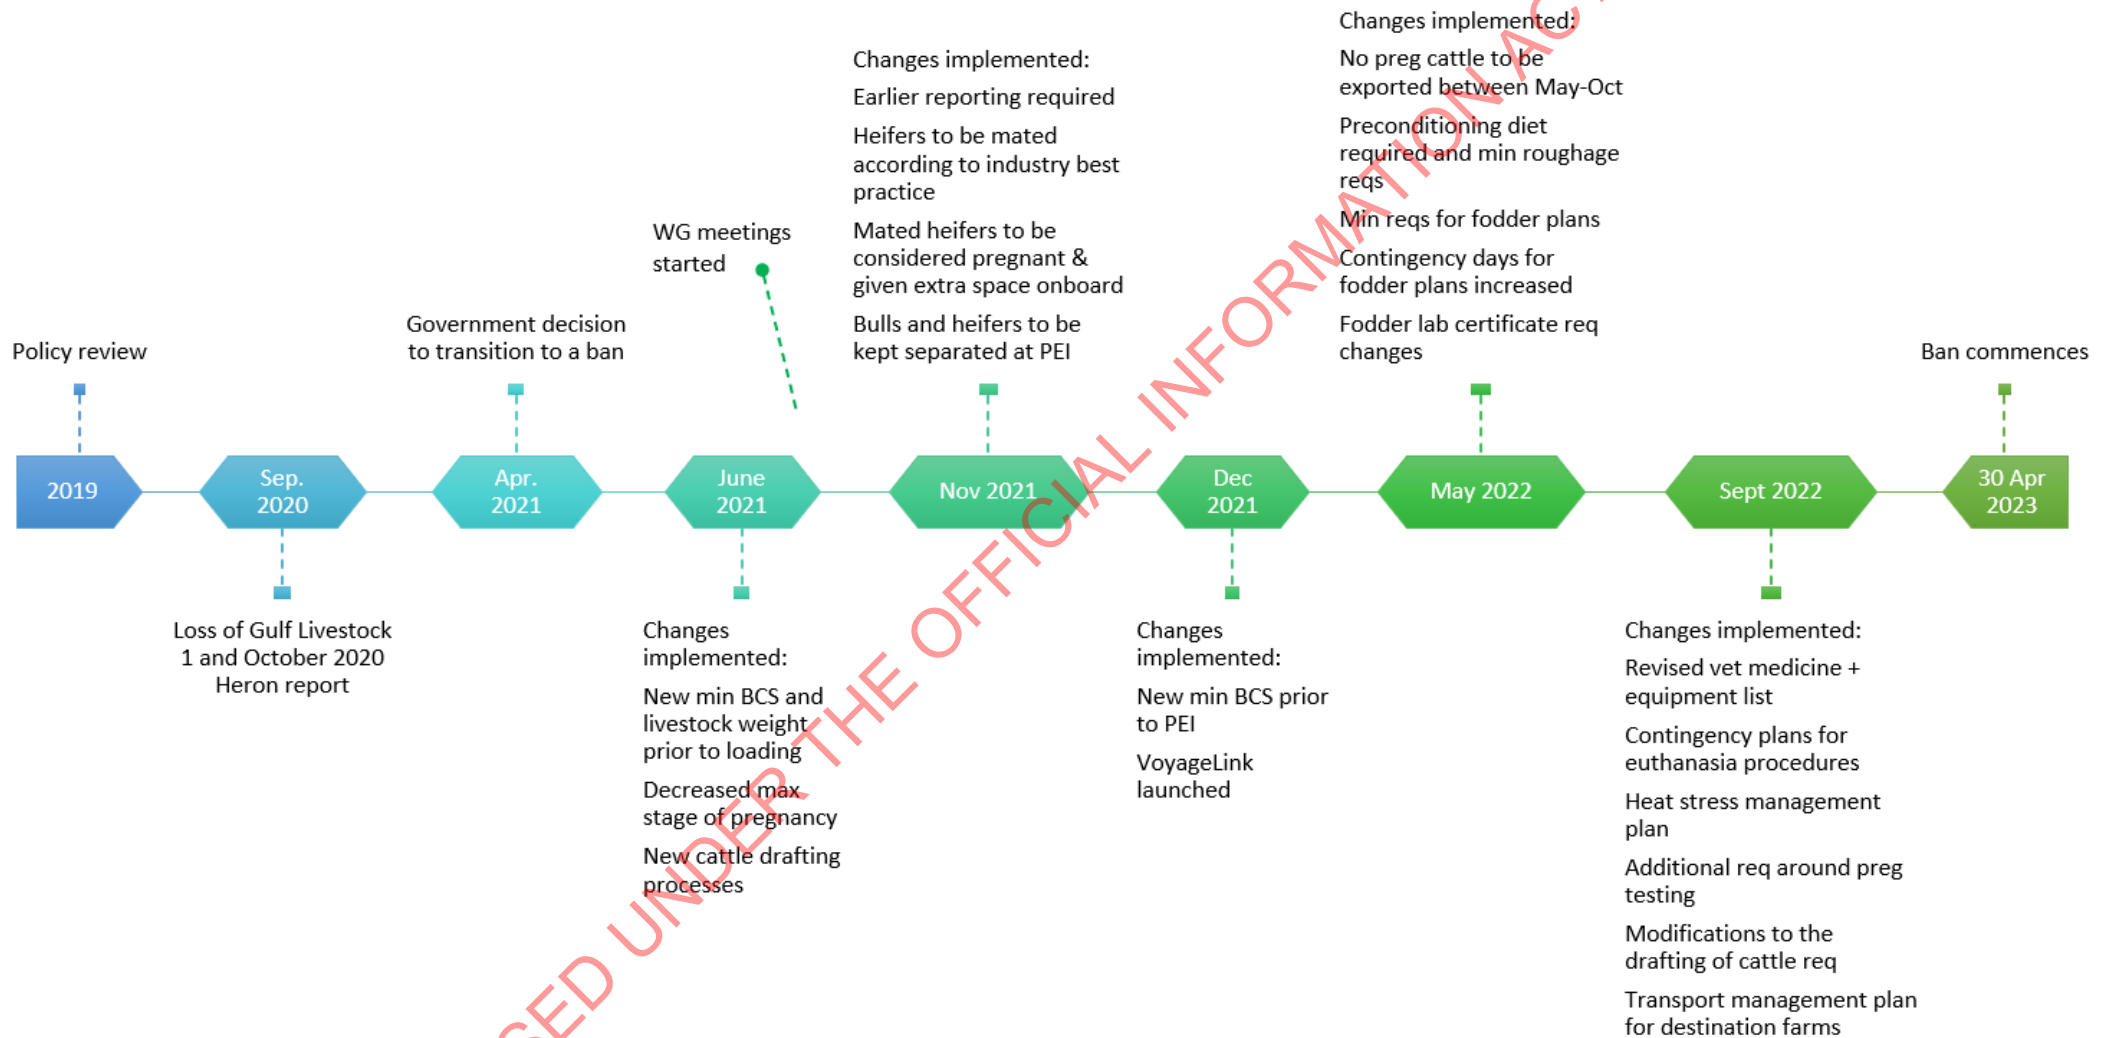 Policy review
2019
Sep.
2020
Loss of Gulf Livestock
1 and October 2020
Heron report
Government decision
to transition to a ban
Apr.
2021
WG meetings
started
June
2021
Changes
implemented:
New min BCS and
livestock weight
prior to loading
Decreased max
stage of pregnancy
New cattle drafting
processes
Changes implemented:
Earlier reporting required
Heifers to be mated
according to industry best
practice
Mated heifers to be
considered pregnant &
given extra space onboard
Bulls and heifers to be
kept separated at PEI
Nov 2021
Dec
2021
Changes
implemented:
New min BCS prior
to PEI
VoyageLink
launched
Changes implemented:
No preg cattle to be
exported between May-Oct
Preconditioning diet
required and min roughage
reqs
Min reqs for fodder plans
Contingency days for
fodder plans increased
Fodder lab certificate req
changes
May 2022
Sept 2022
Changes implemented:
Revised vet medicine +
equipment list
Contingency plans for
euthanasia procedures
Heat stress management
plan
Additional req around preg
testing
Modifications to the
drafting of cattle req
Transport management plan
for destination farms
Ban commences
30 Apr
2023
SED UNDER THE OFFICIAL INFORMATION AC